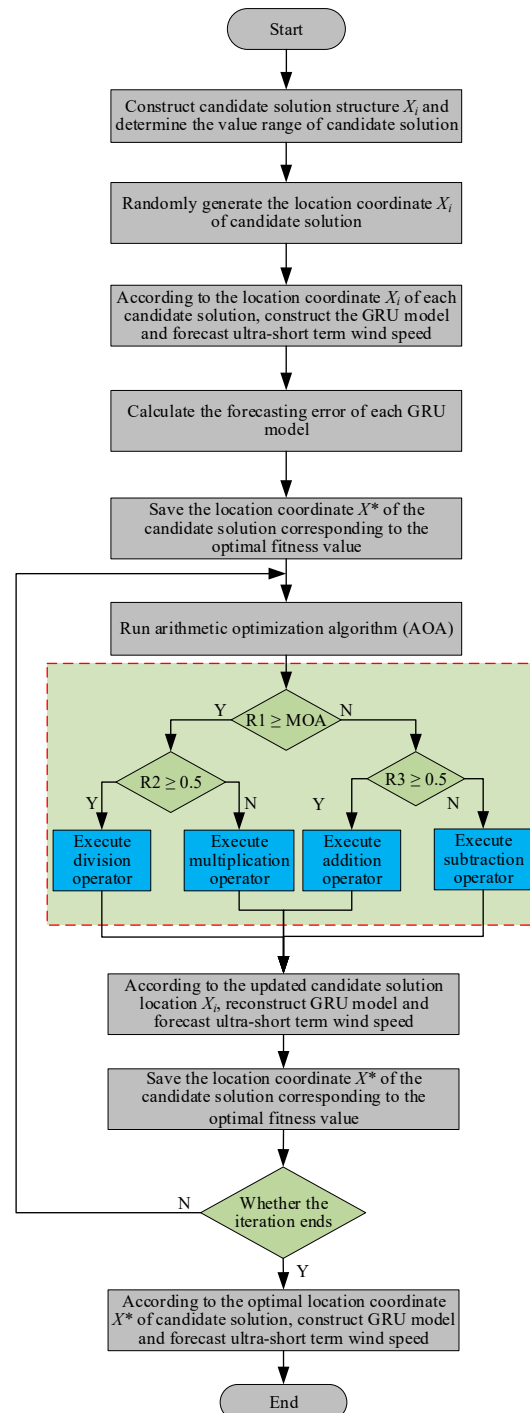 Start
Construct candidate solution structure Xi and
determine the value range of candidate solution
Randomly generate the location coordinate Xi
of candidate solution
According to the location coordinate Xi of each
candidate solution, construct the GRU model
and forecast ultra-short term wind speed
Calculate the forecasting error of each GRU
model
Save the location coordinate X* of the
candidate solution corresponding to the
optimal fitness value
Run arithmetic optimization algorithm (AOA)
Y
R1 ≥ MOA
N
R2 ≥ 0.5
R3 ≥ 0.5
Y
N
Y
N
Execute
division
operator
Execute
multiplication
operator
Execute
addition
operator
Execute
subtraction
operator
According to the updated candidate solution
location Xi, reconstruct GRU model and
forecast ultra-short term wind speed
Save the location coordinate X* of the
candidate solution corresponding to the
optimal fitness value
N
Whether the
iteration ends
Y
According to the optimal location coordinate
X* of candidate solution, construct GRU model
and forecast ultra-short term wind speed
End